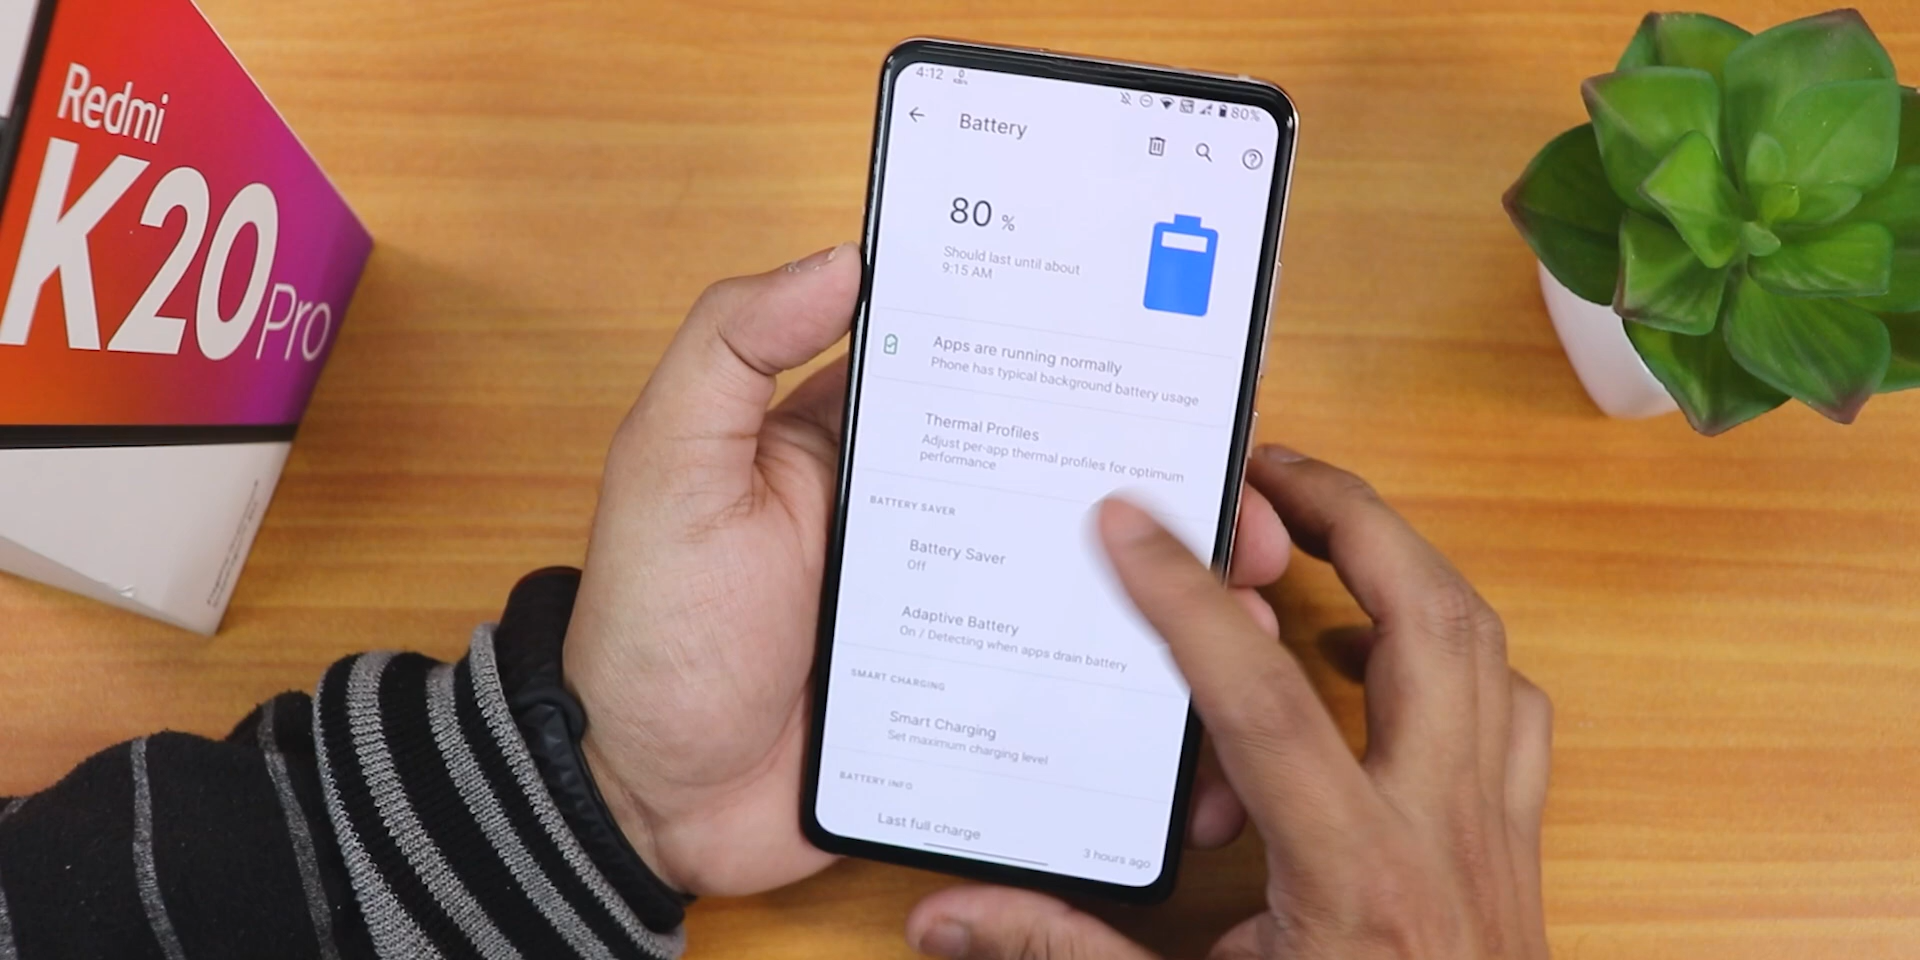 Redmi
K20 Pro
4:12
80%
Battery
80 %
Should last until about
9:15 AM
Apps are running normally
Phone has typical background battery usage
Thermal Profiles
Adjust per-app thermal profiles for optimum
performance
BATTERY SAVER
Battery Saver
Off
Adaptive Battery
On / Detecting when apps drain battery
SMART CHARGING
Smart Charging
Set maximum charging level
BATTERY INFO
Last full charge
3 hours ago